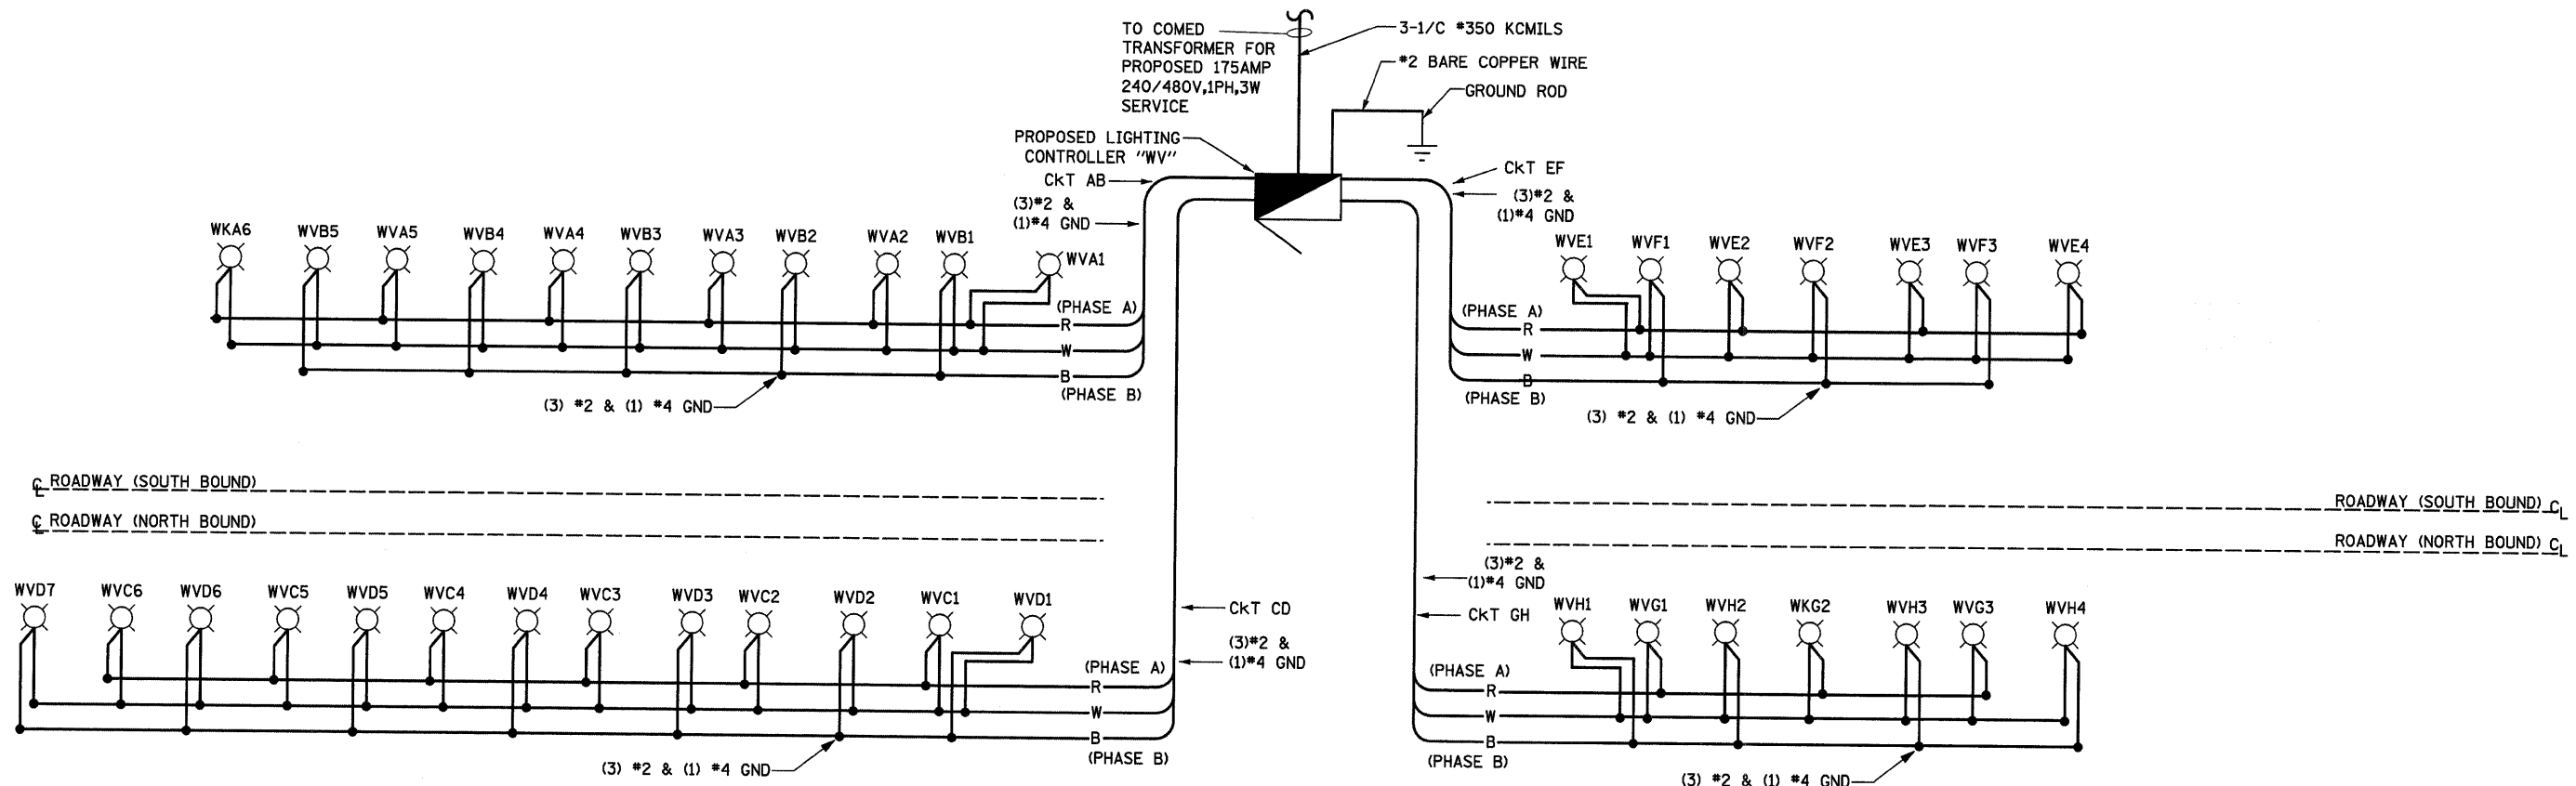 TO COMED
TRANSFORMER FOR
PROPOSED 175AMP
240/480V,1PH,3W
SERVICE
3-1/C #350 KCMILS
#2 BARE COPPER WIRE
GROUND ROD
PROPOSED LIGHTING
CONTROLLER "WV"
CkT AB
(3)#2 &
(1)#4 GND
CkT EF
(3)#2 &
(1)#4 GND
WKA6 WVB5 WVA5 WVB4 WVA4 WVB3 WVA3 WVB2 WVA2 WVB1 WVA1
(PHASE A)
R
W
B
(PHASE B)
(3) #2 & (1) #4 GND
WVE1 WVF1 WVE2 WVF2 WVE3 WVF3 WVE4
(PHASE A)
R
W
B
(PHASE B)
(3) #2 & (1) #4 GND
℄ ROADWAY (SOUTH BOUND)
℄ ROADWAY (NORTH BOUND)
ROADWAY (SOUTH BOUND) ℄
ROADWAY (NORTH BOUND) ℄
WVD7 WVC6 WVD6 WVC5 WVD5 WVC4 WVD4 WVC3 WVD3 WVC2 WVD2 WVC1 WVD1
CkT CD
(3)#2 &
(1)#4 GND
(PHASE A)
R
W
B
(PHASE B)
(3) #2 & (1) #4 GND
(3)#2 &
(1)#4 GND
CkT GH
WVH1 WVG1 WVH2 WKG2 WVH3 WVG3 WVH4
(PHASE A)
R
W
B
(PHASE B)
(3) #2 & (1) #4 GND